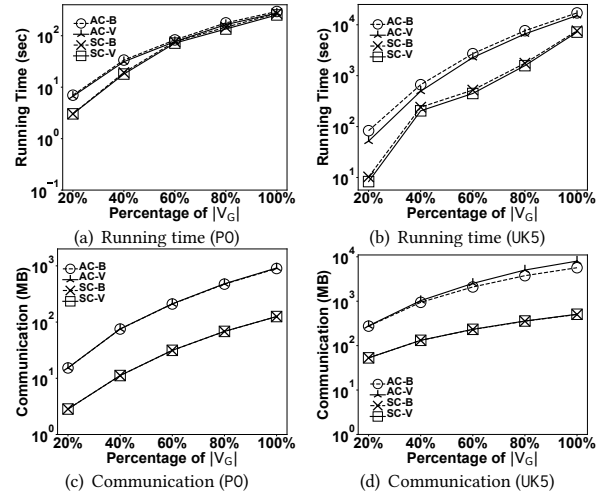 AC-B
AC-V
SC-B
SC-V
Running Time (sec)
10^2
10^1
10^0
10^−1
20% 40% 60% 80% 100%
Percentage of |V_G|
(a) Running time (PO)
AC-B
AC-V
SC-B
SC-V
Running Time (sec)
10^4
10^3
10^2
10^1
20% 40% 60% 80% 100%
Percentage of |V_G|
(b) Running time (UK5)
AC-B
AC-V
SC-B
SC-V
Communication (MB)
10^3
10^2
10^1
10^0
20% 40% 60% 80% 100%
Percentage of |V_G|
(c) Communication (PO)
AC-B
AC-V
SC-B
SC-V
Communication (MB)
10^4
10^3
10^2
10^1
10^0
20% 40% 60% 80% 100%
Percentage of |V_G|
(d) Communication (UK5)